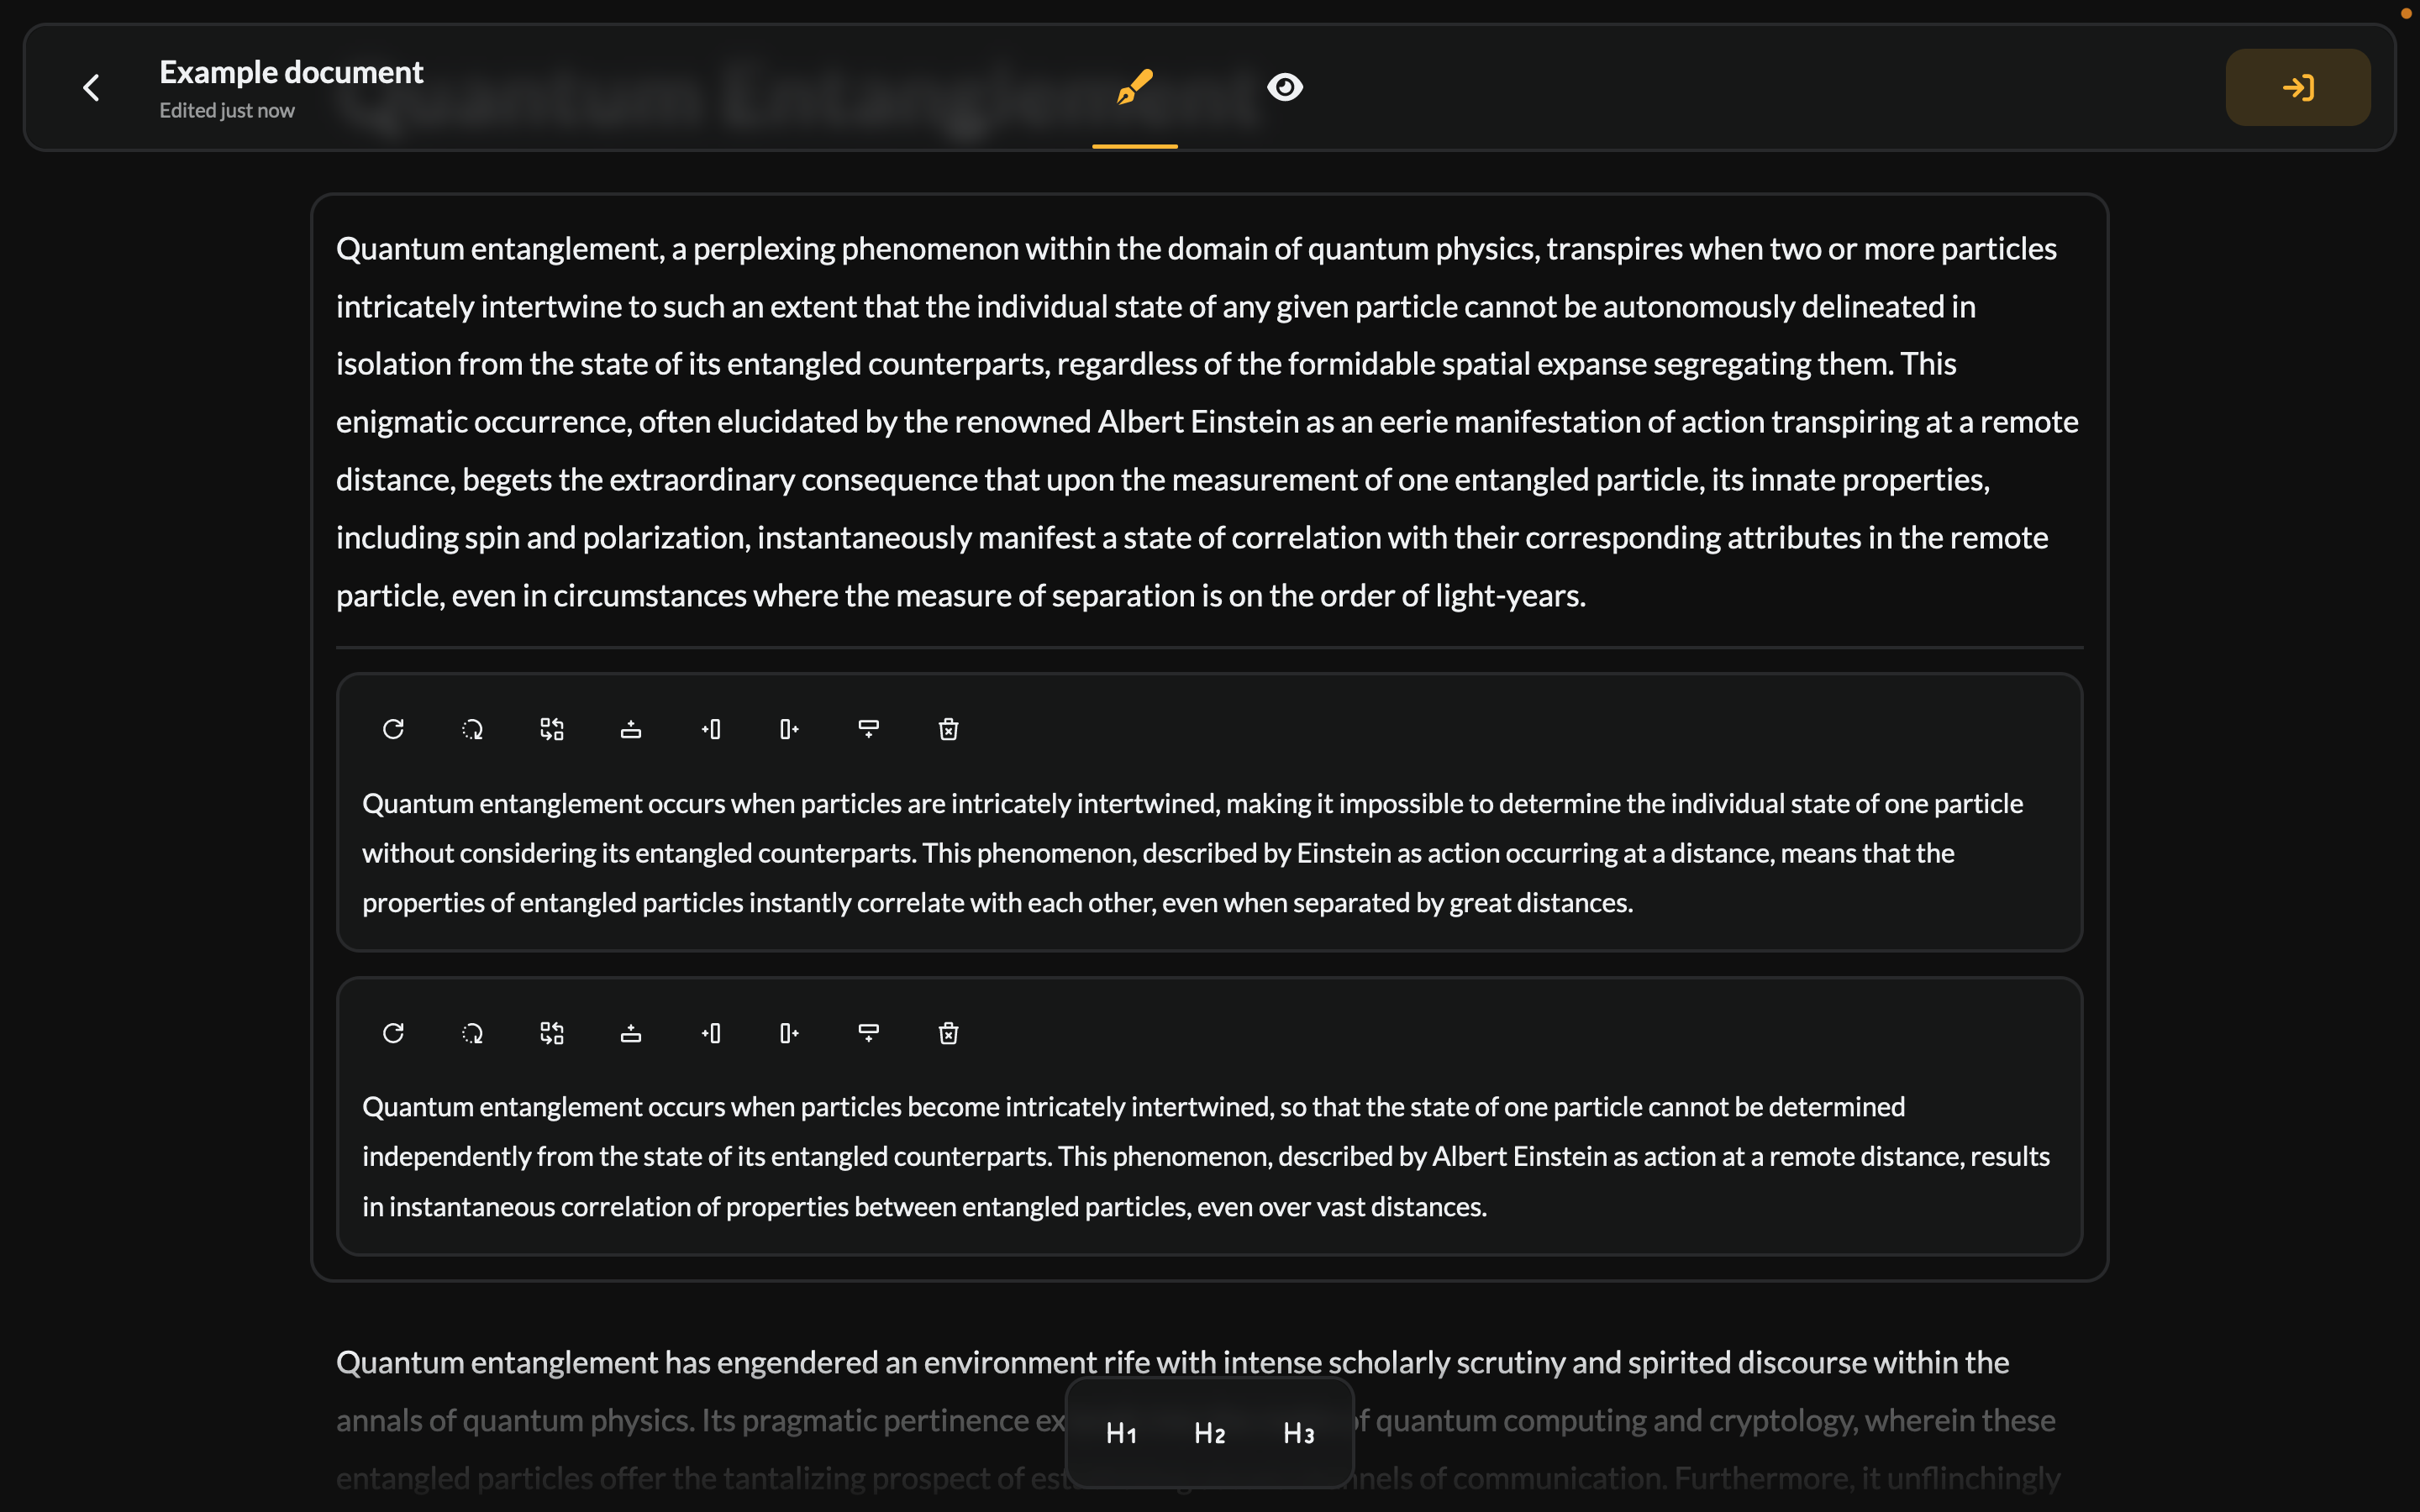 Example document
Edited just now
Quantum Entanglement
Quantum entanglement, a perplexing phenomenon within the domain of quantum physics, transpires when two or more particles
intricately intertwine to such an extent that the individual state of any given particle cannot be autonomously delineated in
isolation from the state of its entangled counterparts, regardless of the formidable spatial expanse segregating them. This
enigmatic occurrence, often elucidated by the renowned Albert Einstein as an eerie manifestation of action transpiring at a remote
distance, begets the extraordinary consequence that upon the measurement of one entangled particle, its innate properties,
including spin and polarization, instantaneously manifest a state of correlation with their corresponding attributes in the remote
particle, even in circumstances where the measure of separation is on the order of light-years.
Quantum entanglement occurs when particles are intricately intertwined, making it impossible to determine the individual state of one particle
without considering its entangled counterparts. This phenomenon, described by Einstein as action occurring at a distance, means that the
properties of entangled particles instantly correlate with each other, even when separated by great distances.
Quantum entanglement occurs when particles become intricately intertwined, so that the state of one particle cannot be determined
independently from the state of its entangled counterparts. This phenomenon, described by Albert Einstein as action at a remote distance, results
in instantaneous correlation of properties between entangled particles, even over vast distances.
Quantum entanglement has engendered an environment rife with intense scholarly scrutiny and spirited discourse within the
annals of quantum physics. Its pragmatic pertinence of quantum computing and cryptology, wherein these
entangled particles offer the tantalizing prospect of of communication. Furthermore, it unflinchingly
H1 H2 H3